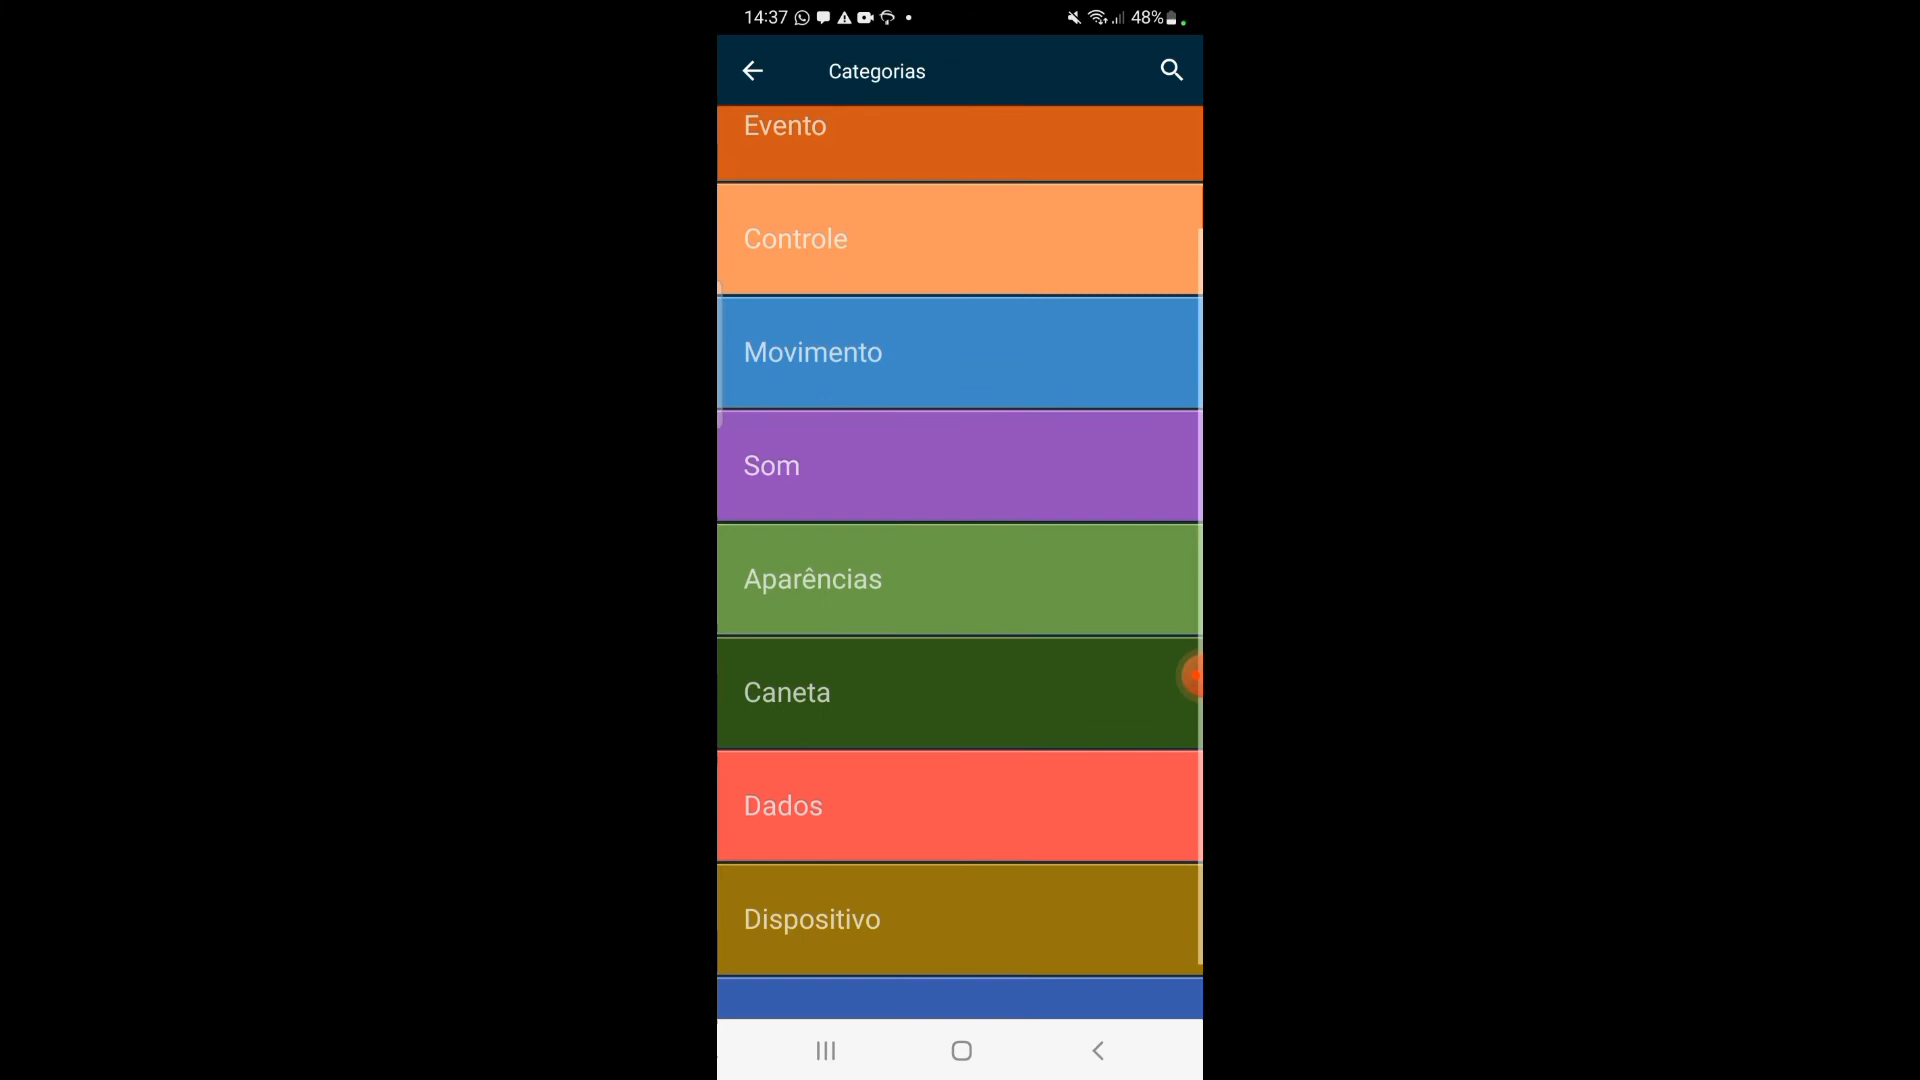 14:37 48%
Categorias
Evento
Controle
Movimento
Som
Aparências
Caneta
Dados
Dispositivo